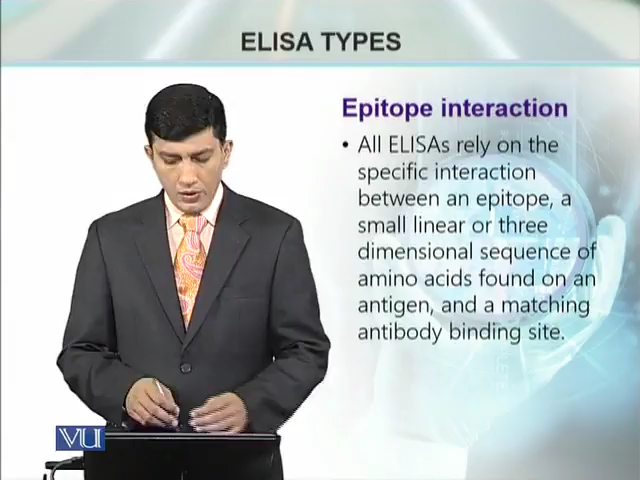 ELISA TYPES
Epitope interaction
• All ELISAs rely on the
specific interaction
between an epitope, a
small linear or three
dimensional sequence of
amino acids found on an
antigen, and a matching
antibody binding site.
VU